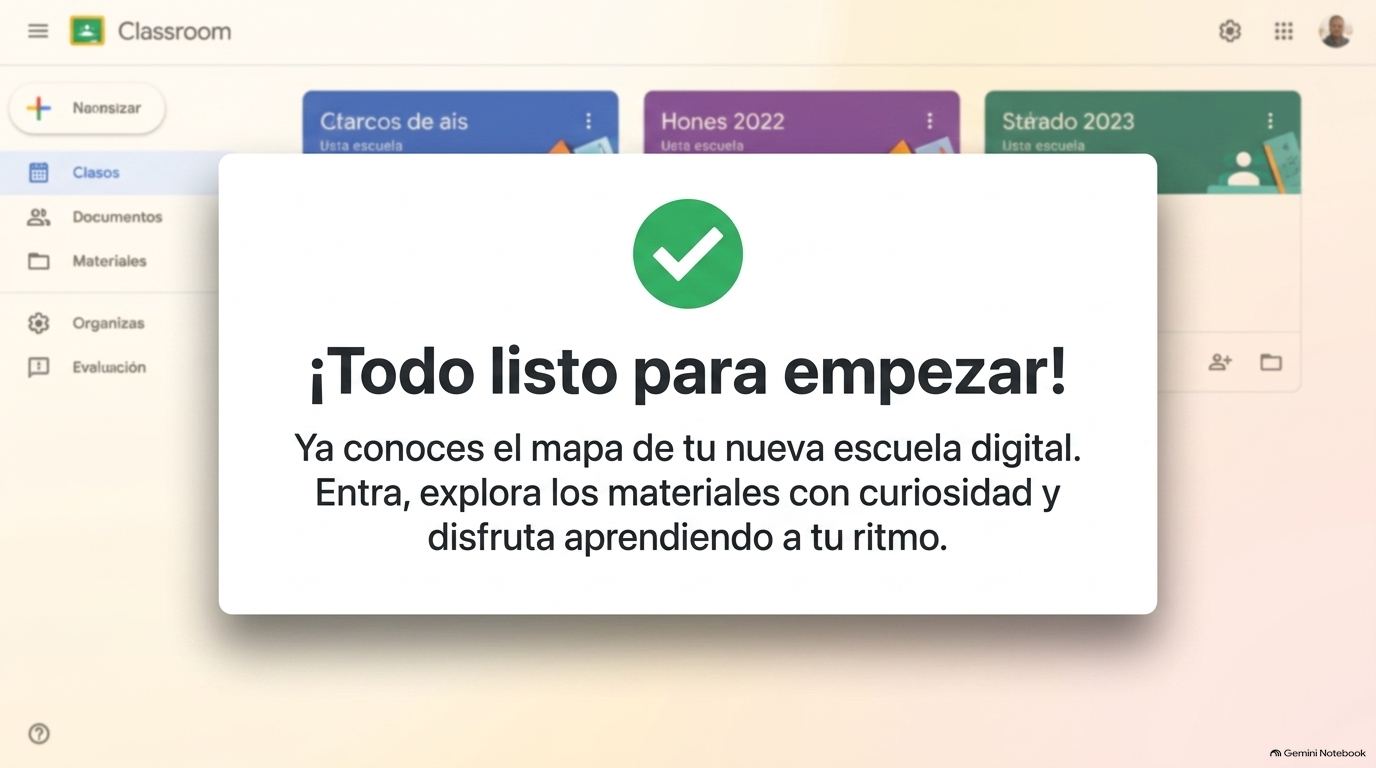 Classroom
Naonsizar
Clasos
Documentos
Materiales
Organizas
Evaluación
Ctarcos de ais
Usta escuela
Hones 2022
Usta escuela
Stérado 2023
Usta escuela
¡Todo listo para empezar!
Ya conoces el mapa de tu nueva escuela digital.
Entra, explora los materiales con curiosidad y
disfruta aprendiendo a tu ritmo.
Gemini Notebook